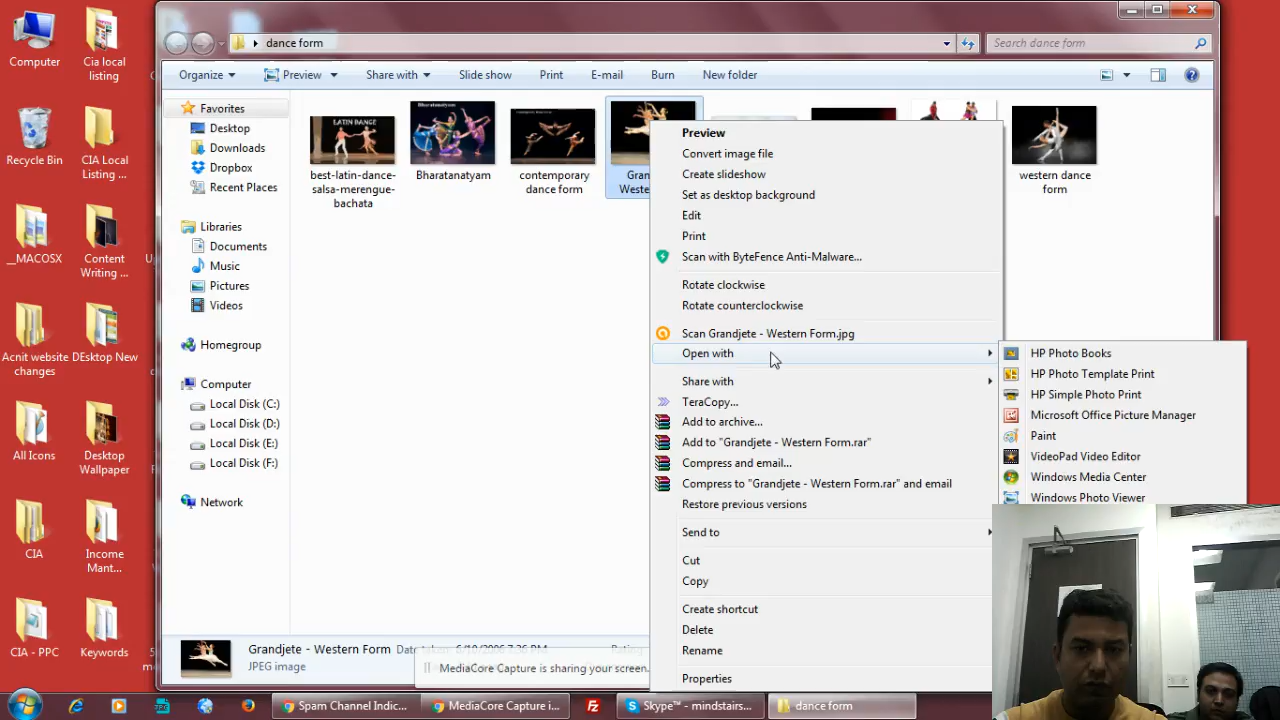 Computer
Cia local
listing
Recycle Bin
CIA Local
Listing ...
__MACOSX
Content
Writing ...
Acnit website
changes
DEsktop New
All Icons
Desktop
Wallpaper
CIA
Income
Mant...
CIA - PPC
Keywords
dance form
Search dance form
Organize
Preview
Share with
Slide show
Print
E-mail
Burn
New folder
Favorites
Desktop
Downloads
Dropbox
Recent Places
Libraries
Documents
Music
Pictures
Videos
Homegroup
Computer
Local Disk (C:)
Local Disk (D:)
Local Disk (E:)
Local Disk (F:)
Network
LATIN DANCE
best-latin-dance-
salsa-merengue-
bachata
Bharatanatyam
Bharatanatyam
contemporary
dance form
western dance
form
Preview
Convert image file
Create slideshow
Set as desktop background
Edit
Print
Scan with ByteFence Anti-Malware...
Rotate clockwise
Rotate counterclockwise
Scan Grandjete - Western Form.jpg
Open with
Share with
TeraCopy...
Add to archive...
Add to "Grandjete - Western Form.rar"
Compress and email...
Compress to "Grandjete - Western Form.rar" and email
Restore previous versions
Send to
Cut
Copy
Create shortcut
Delete
Rename
Properties
HP Photo Books
HP Photo Template Print
HP Simple Photo Print
Microsoft Office Picture Manager
Paint
VideoPad Video Editor
Windows Media Center
Windows Photo Viewer
Grandjete - Western Form
JPEG image
MediaCore Capture is sharing your screen.
Spam Channel Indic...
MediaCore Capture i...
Skype™ - mindstairs...
dance form